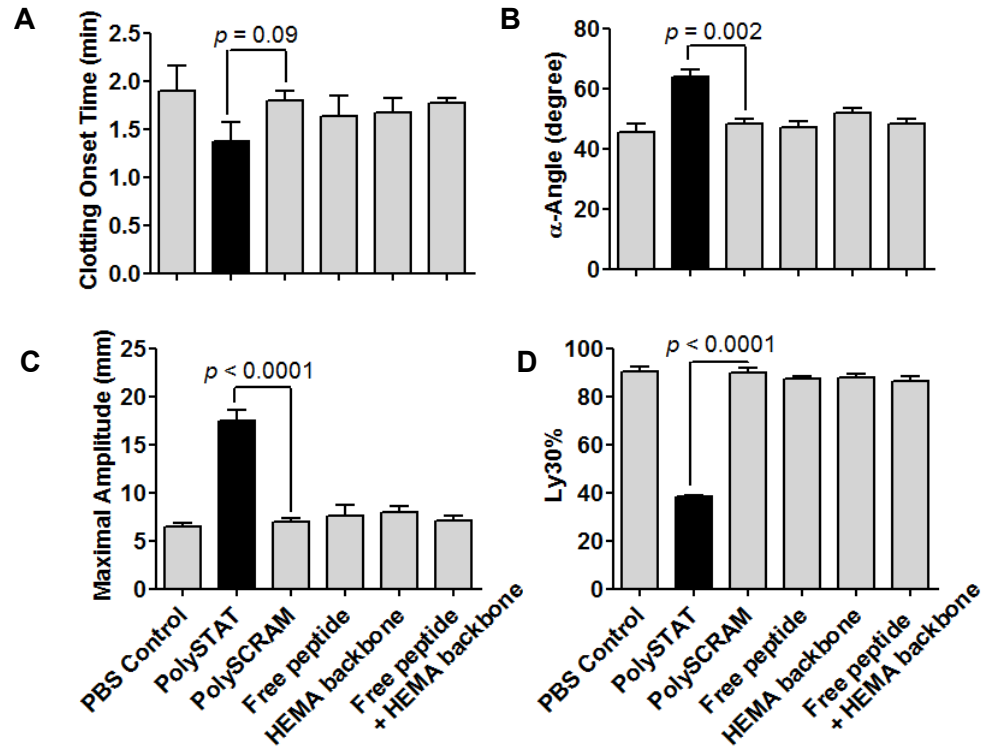 A
Clotting Onset Time (min)
2.5
2.0
1.5
1.0
0.5
0.0
p = 0.09
B
α-Angle (degree)
80
60
40
20
0
p = 0.002
C
Maximal Amplitude (mm)
25
20
15
10
5
0
p < 0.0001
PBS Control
PolySTAT
PolySCRAM
Free peptide
HEMA backbone
Free peptide
+ HEMA backbone
D
Ly30%
100
80
60
40
20
0
p < 0.0001
PBS Control
PolySTAT
PolySCRAM
Free peptide
HEMA backbone
Free peptide
+ HEMA backbone